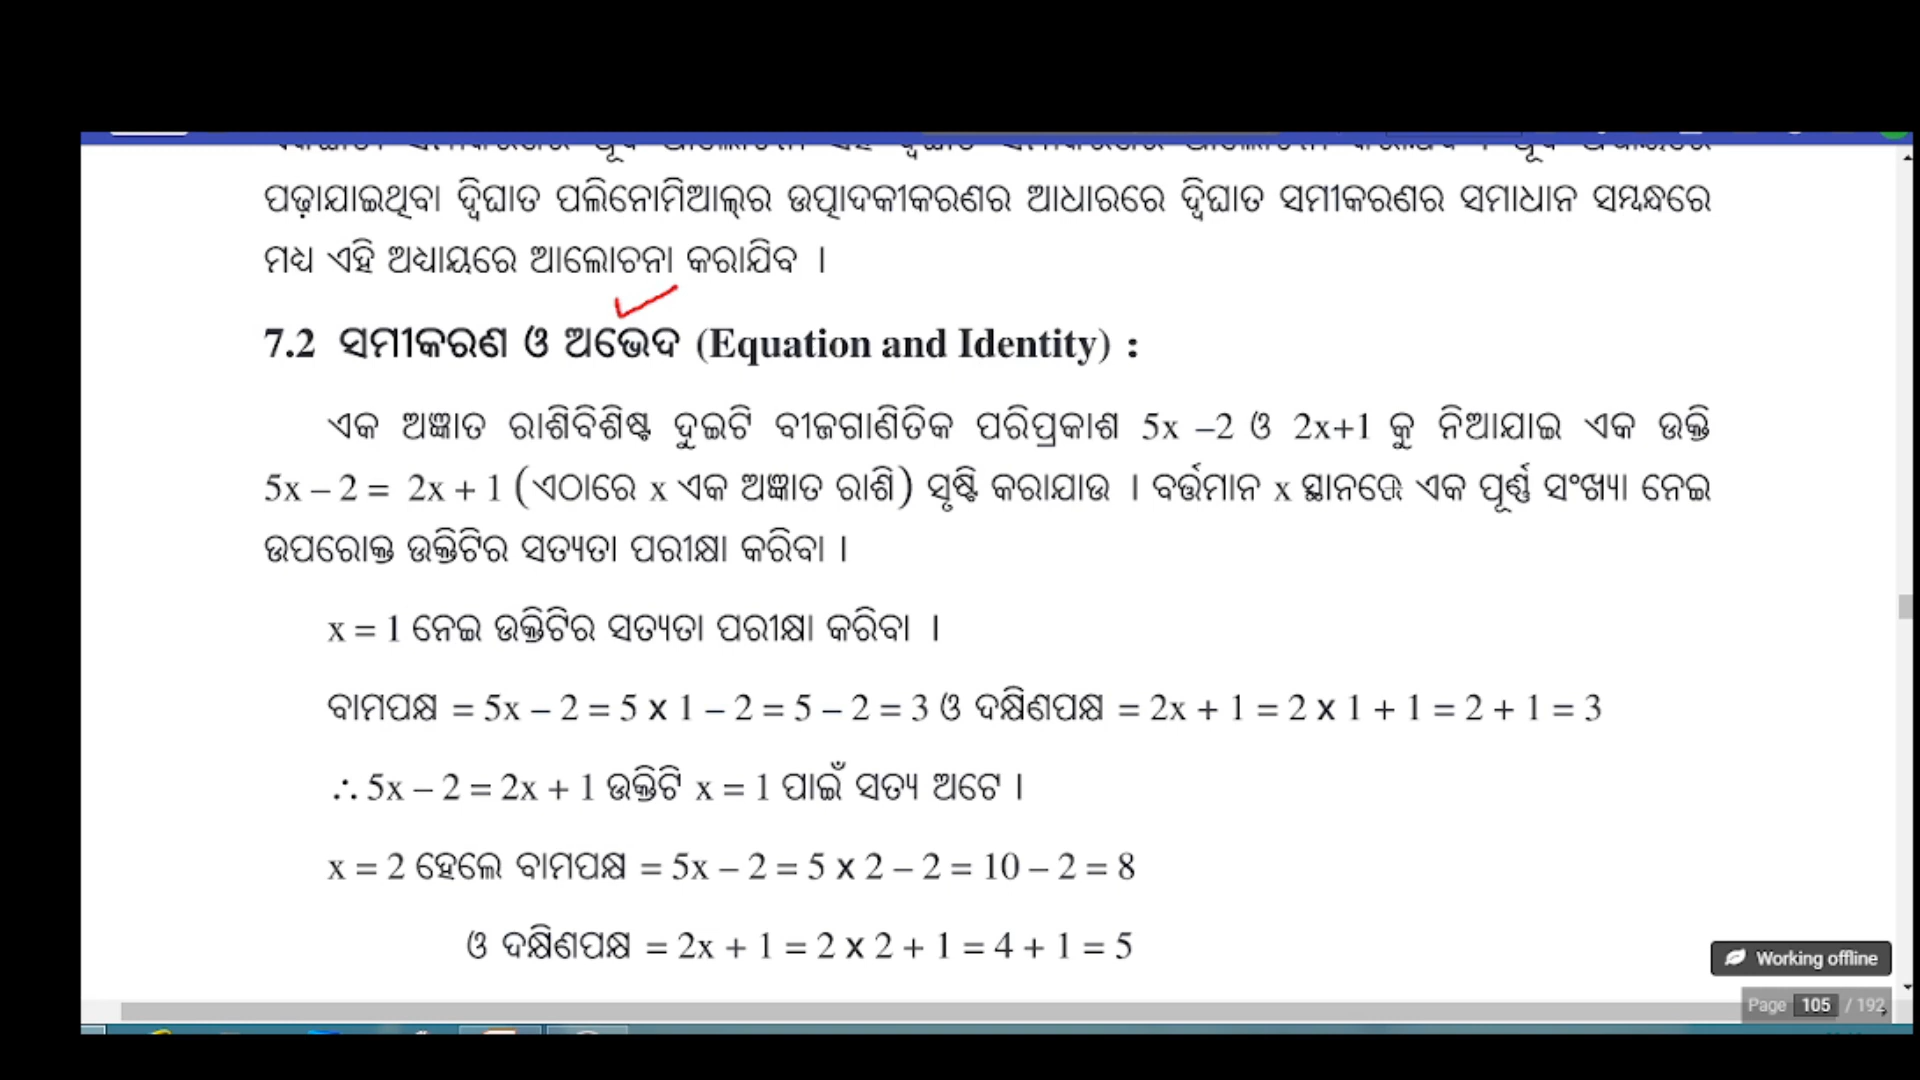 ପଢ଼ାଯାଇଥିବା ଦ୍ୱିଘାତ ପଲିନୋମିଆଲ୍‌ର ଉତ୍ପାଦକୀକରଣର ଆଧାରରେ ଦ୍ୱିଘାତ ସମୀକରଣର ସମାଧାନ ସମ୍ବନ୍ଧରେ
ମଧ୍ୟ ଏହି ଅଧ୍ୟାୟରେ ଆଲୋଚନା କରାଯିବ ।
7.2 ସମୀକରଣ ଓ ଅଭେଦ (Equation and Identity) :
ଏକ ଅଜ୍ଞାତ ରାଶିବିଶିଷ୍ଟ ଦୁଇଟି ବୀଜଗାଣିତିକ ପରିପ୍ରକାଶ 5x –2 ଓ 2x+1 କୁ ନିଆଯାଇ ଏକ ଉକ୍ତି
5x – 2 = 2x + 1 (ଏଠାରେ x ଏକ ଅଜ୍ଞାତ ରାଶି) ସୃଷ୍ଟି କରାଯାଉ । ବର୍ତ୍ତମାନ x ସ୍ଥାନରେ ଏକ ପୂର୍ଣ୍ଣ ସଂଖ୍ୟା ନେଇ
ଉପରୋକ୍ତ ଉକ୍ତିଟିର ସତ୍ୟତା ପରୀକ୍ଷା କରିବା ।
x = 1 ନେଇ ଉକ୍ତିଟିର ସତ୍ୟତା ପରୀକ୍ଷା କରିବା ।
ବାମପକ୍ଷ = 5x – 2 = 5 x 1 – 2 = 5 – 2 = 3 ଓ ଦକ୍ଷିଣପକ୍ଷ = 2x + 1 = 2 x 1 + 1 = 2 + 1 = 3
∴ 5x – 2 = 2x + 1 ଉକ୍ତିଟି x = 1 ପାଇଁ ସତ୍ୟ ଅଟେ ।
x = 2 ହେଲେ ବାମପକ୍ଷ = 5x – 2 = 5 x 2 – 2 = 10 – 2 = 8
ଓ ଦକ୍ଷିଣପକ୍ଷ = 2x + 1 = 2 x 2 + 1 = 4 + 1 = 5
Working offline
Page 105 / 192